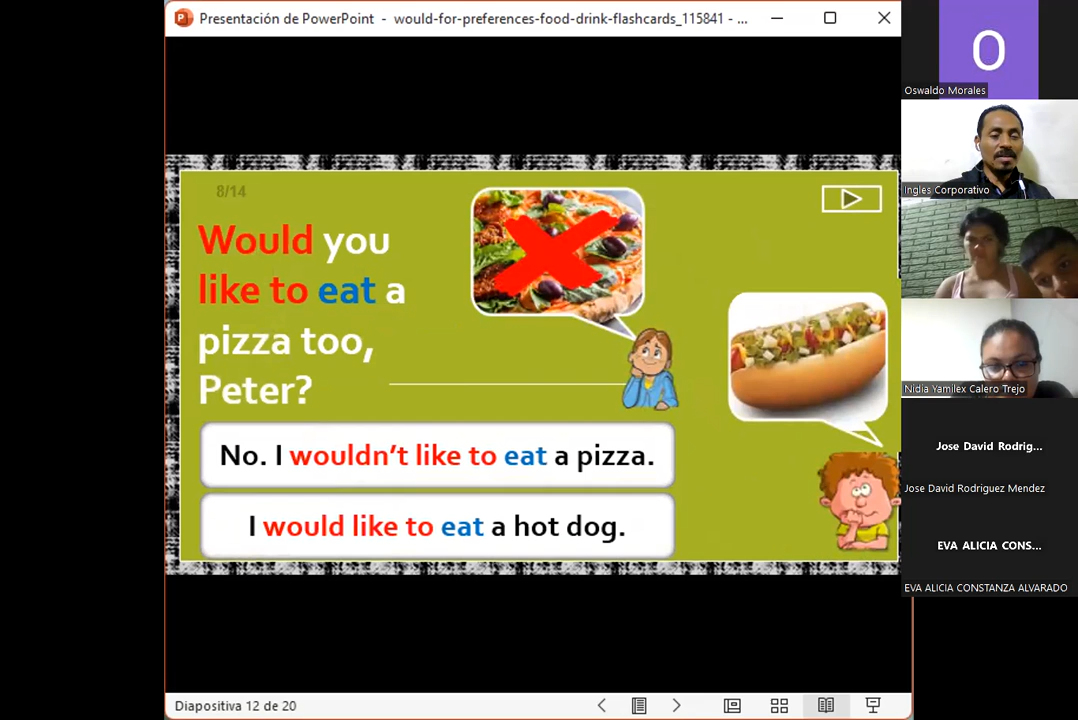 Presentación de PowerPoint - would-for-preferences-food-drink-flashcards_115841 - ...
8/14
Would you
like to eat a
pizza too,
Peter?
No. I wouldn't like to eat a pizza.
I would like to eat a hot dog.
Diapositiva 12 de 20
O
Oswaldo Morales
Ingles Corporativo
Nidia Yamilex Calero Trejo
Jose David Rodrig...
Jose David Rodriguez Mendez
EVA ALICIA CONS...
EVA ALICIA CONSTANZA ALVARADO